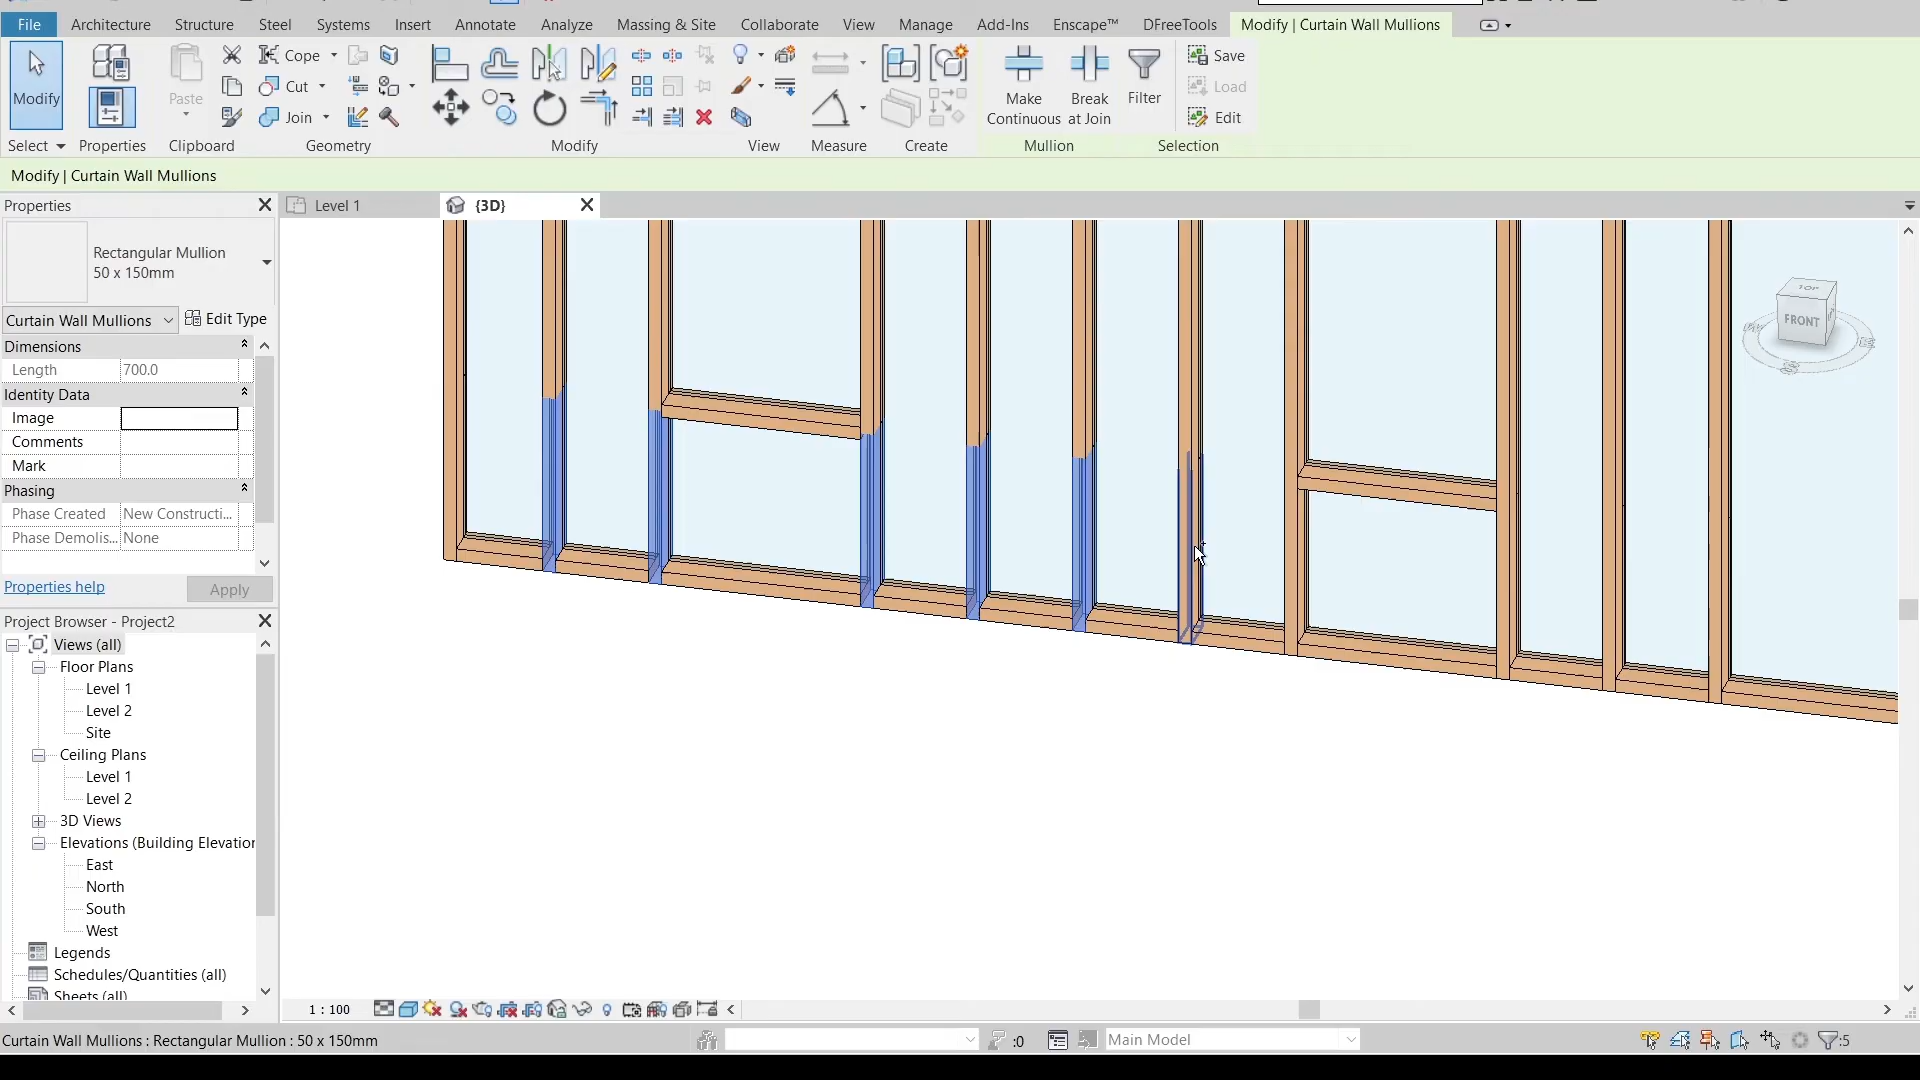 File Architecture Structure Steel Systems Insert Annotate Analyze Massing & Site Collaborate View Manage Add-Ins Enscape™ DFreeTools Modify | Curtain Wall Mullions
Modify
Paste
Cope
Cut
Join
Make
Continuous
Break
at Join
Filter
Save
Load
Edit
Select Properties Clipboard Geometry Modify View Measure Create Mullion Selection
Modify | Curtain Wall Mullions
Properties
Level 1
{3D}
Rectangular Mullion
50 x 150mm
Curtain Wall Mullions
Edit Type
Dimensions
Length 700.0
Identity Data
Image
Comments
Mark
Phasing
Phase Created New Constructi...
Phase Demolis... None
Properties help
Apply
TOP
FRONT
Project Browser - Project2
Views (all)
Floor Plans
Level 1
Level 2
Site
Ceiling Plans
Level 1
Level 2
3D Views
Elevations (Building Elevation
East
North
South
West
Legends
Schedules/Quantities (all)
Sheets (all)
1 : 100
Curtain Wall Mullions : Rectangular Mullion : 50 x 150mm
:0
Main Model
:5